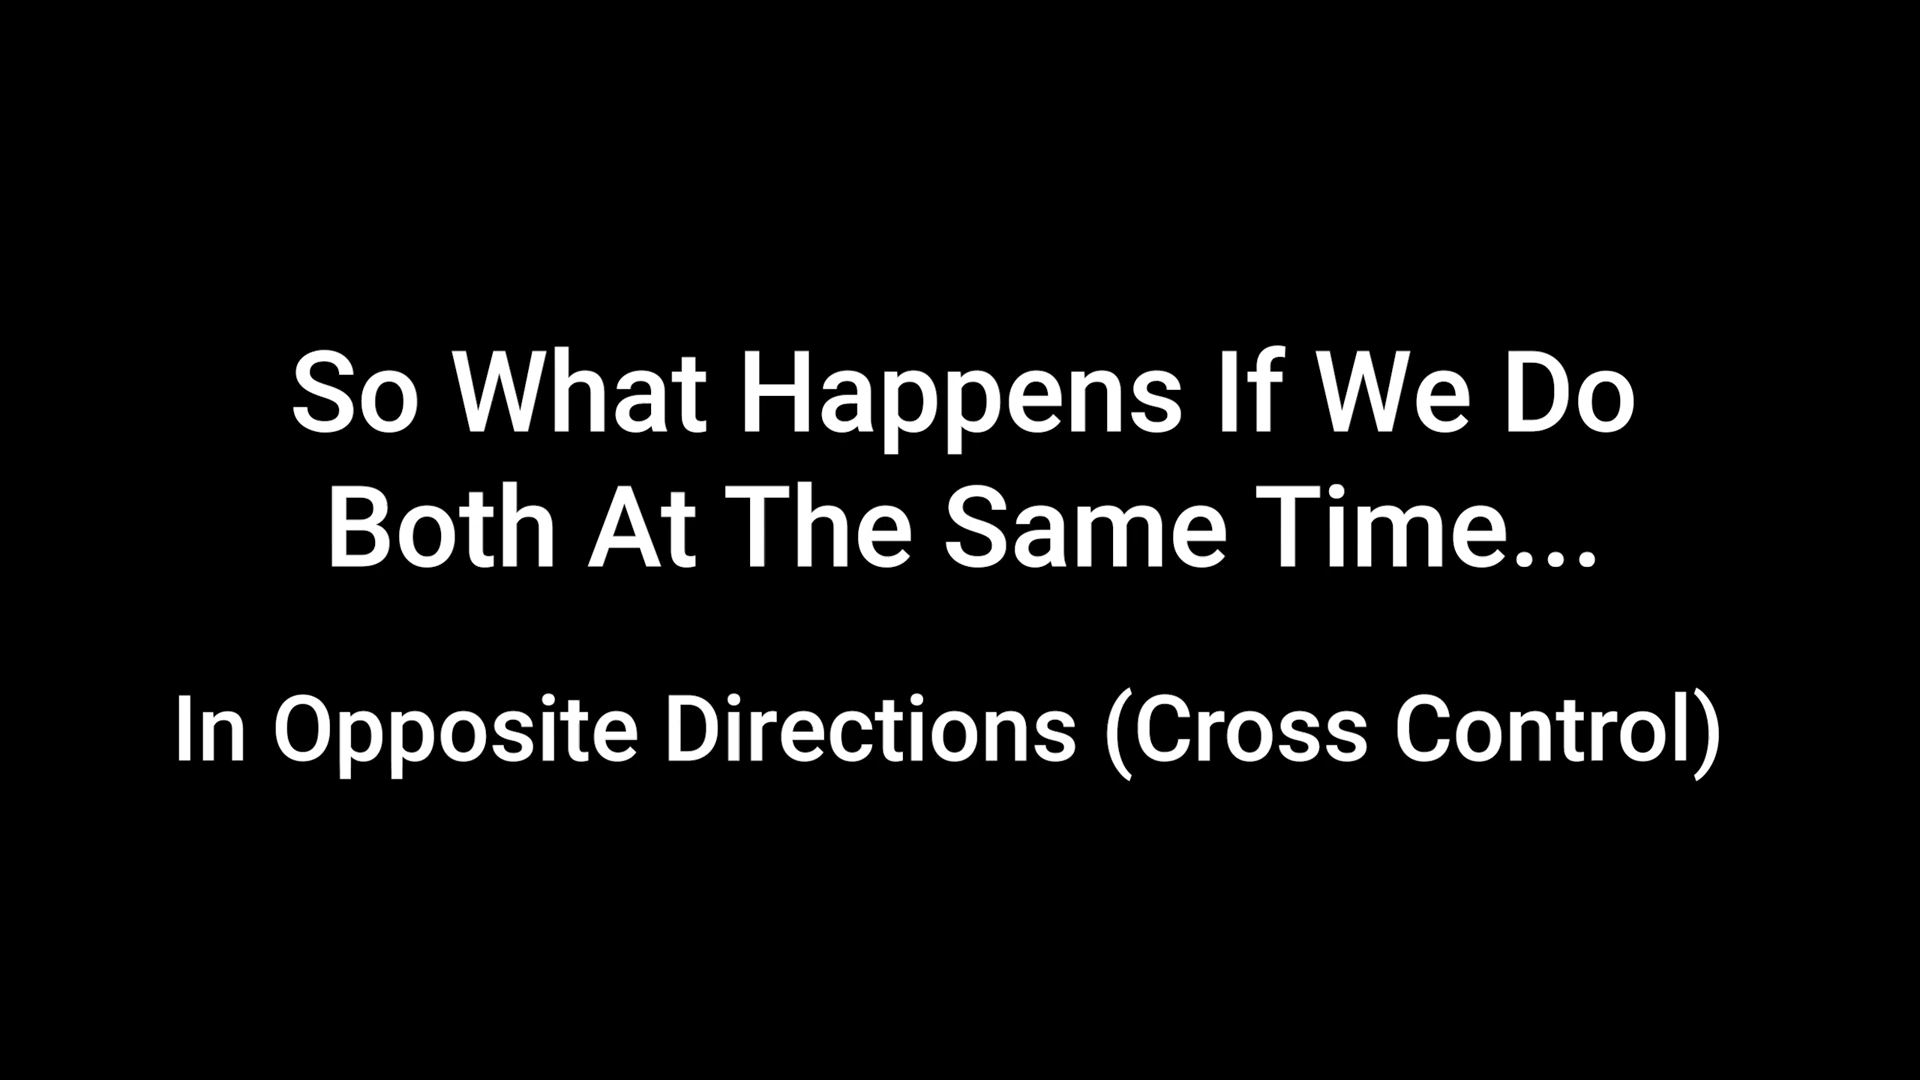 So What Happens If We Do
Both At The Same Time...
In Opposite Directions (Cross Control)